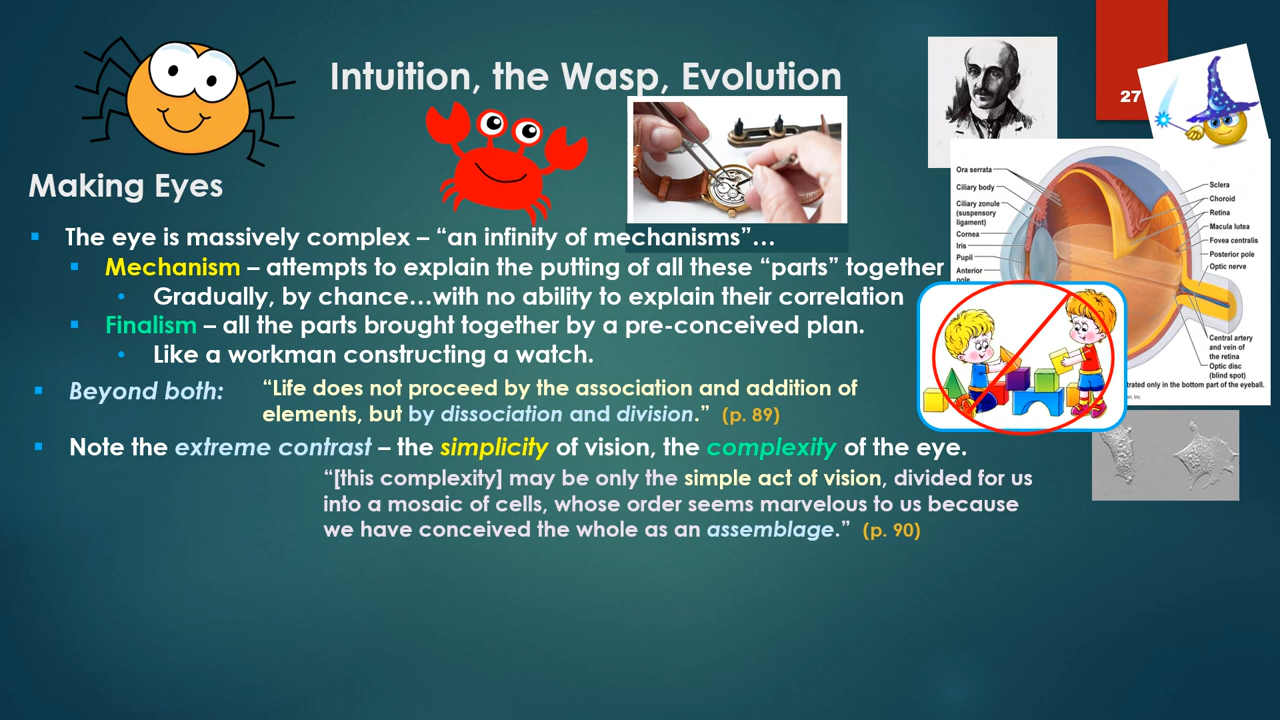 Intuition, the Wasp, Evolution
27
Making Eyes
The eye is massively complex – “an infinity of mechanisms”…
Mechanism – attempts to explain the putting of all these “parts” together
Gradually, by chance…with no ability to explain their correlation
Finalism – all the parts brought together by a pre-conceived plan.
Like a workman constructing a watch.
Beyond both:
“Life does not proceed by the association and addition of
elements, but by dissociation and division.” (p. 89)
Note the extreme contrast – the simplicity of vision, the complexity of the eye.
“[this complexity] may be only the simple act of vision, divided for us
into a mosaic of cells, whose order seems marvelous to us because
we have conceived the whole as an assemblage.” (p. 90)
Ora serrata
Ciliary body
Ciliary zonule
(suspensory
ligament)
Cornea
Iris
Pupil
Anterior
pole
Sclera
Choroid
Retina
Macula lutea
Fovea centralis
Posterior pole
Optic nerve
Central artery
and vein of
the retina
Optic disc
(blind spot)
trated only in the bottom part of the eyeball.